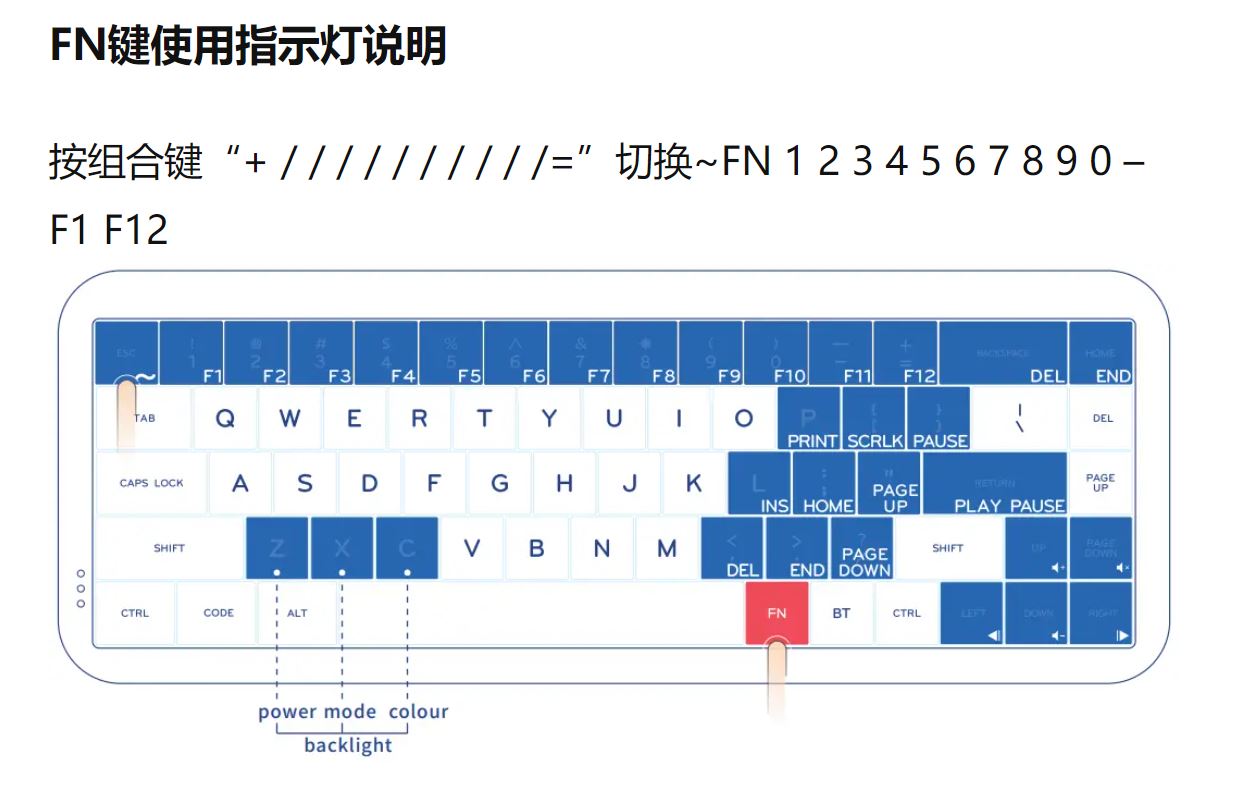 FN键使用指示灯说明
按组合键“+ / / / / / / / / / /=”切换~FN 1 2 3 4 5 6 7 8 9 0 –
F1 F12
ESC ! 1 @ 2 # 3 $ 4 % 5 ^ 6 & 7 * 8 ( 9 ) 0 — – + = BACKSPACE HOME
~ F1 F2 F3 F4 F5 F6 F7 F8 F9 F10 F11 F12 DEL END
TAB Q W E R T Y U I O P { [ } ] | \ DEL
PRINT SCRLK PAUSE
CAPS LOCK A S D F G H J K L : ; " RETURN PAGE UP
INS HOME PAGE UP PLAY PAUSE
SHIFT Z X C V B N M < > ? SHIFT UP PAGE DOWN
DEL END PAGE DOWN
CTRL CODE ALT FN BT CTRL LEFT DOWN RIGHT
power mode colour
backlight